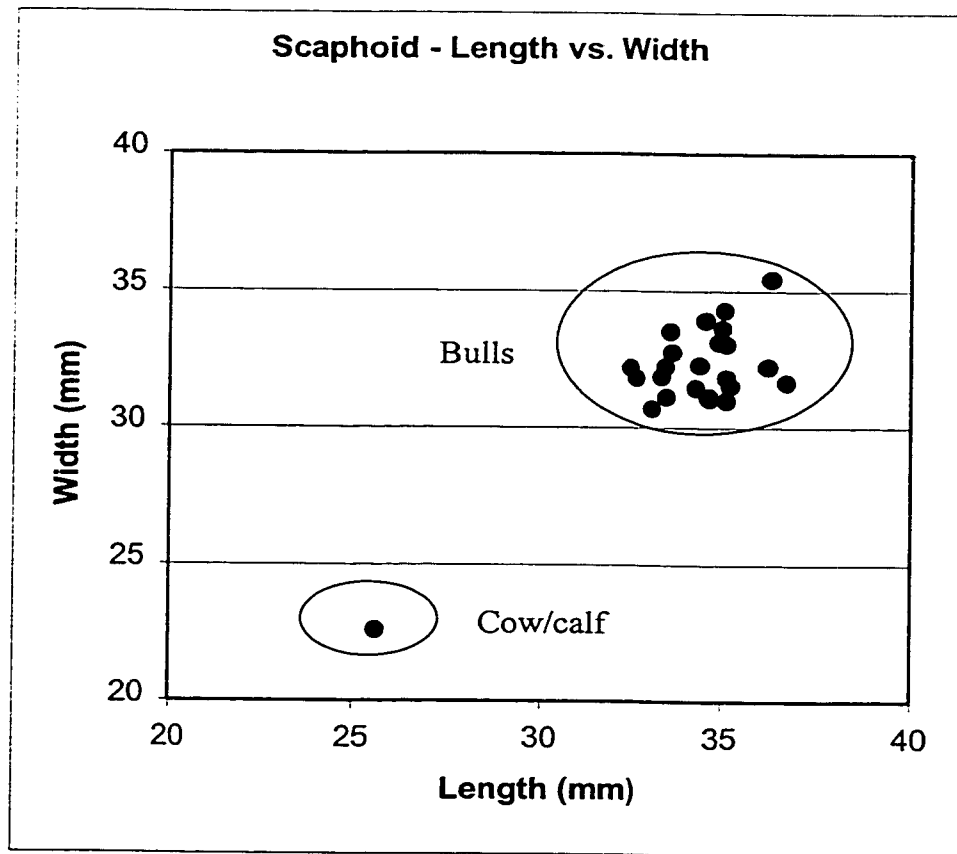 Scaphoid - Length vs. Width
40
35
Bulls
30
25
Cow/calf
20
20 25 30 35 40
Width (mm)
Length (mm)